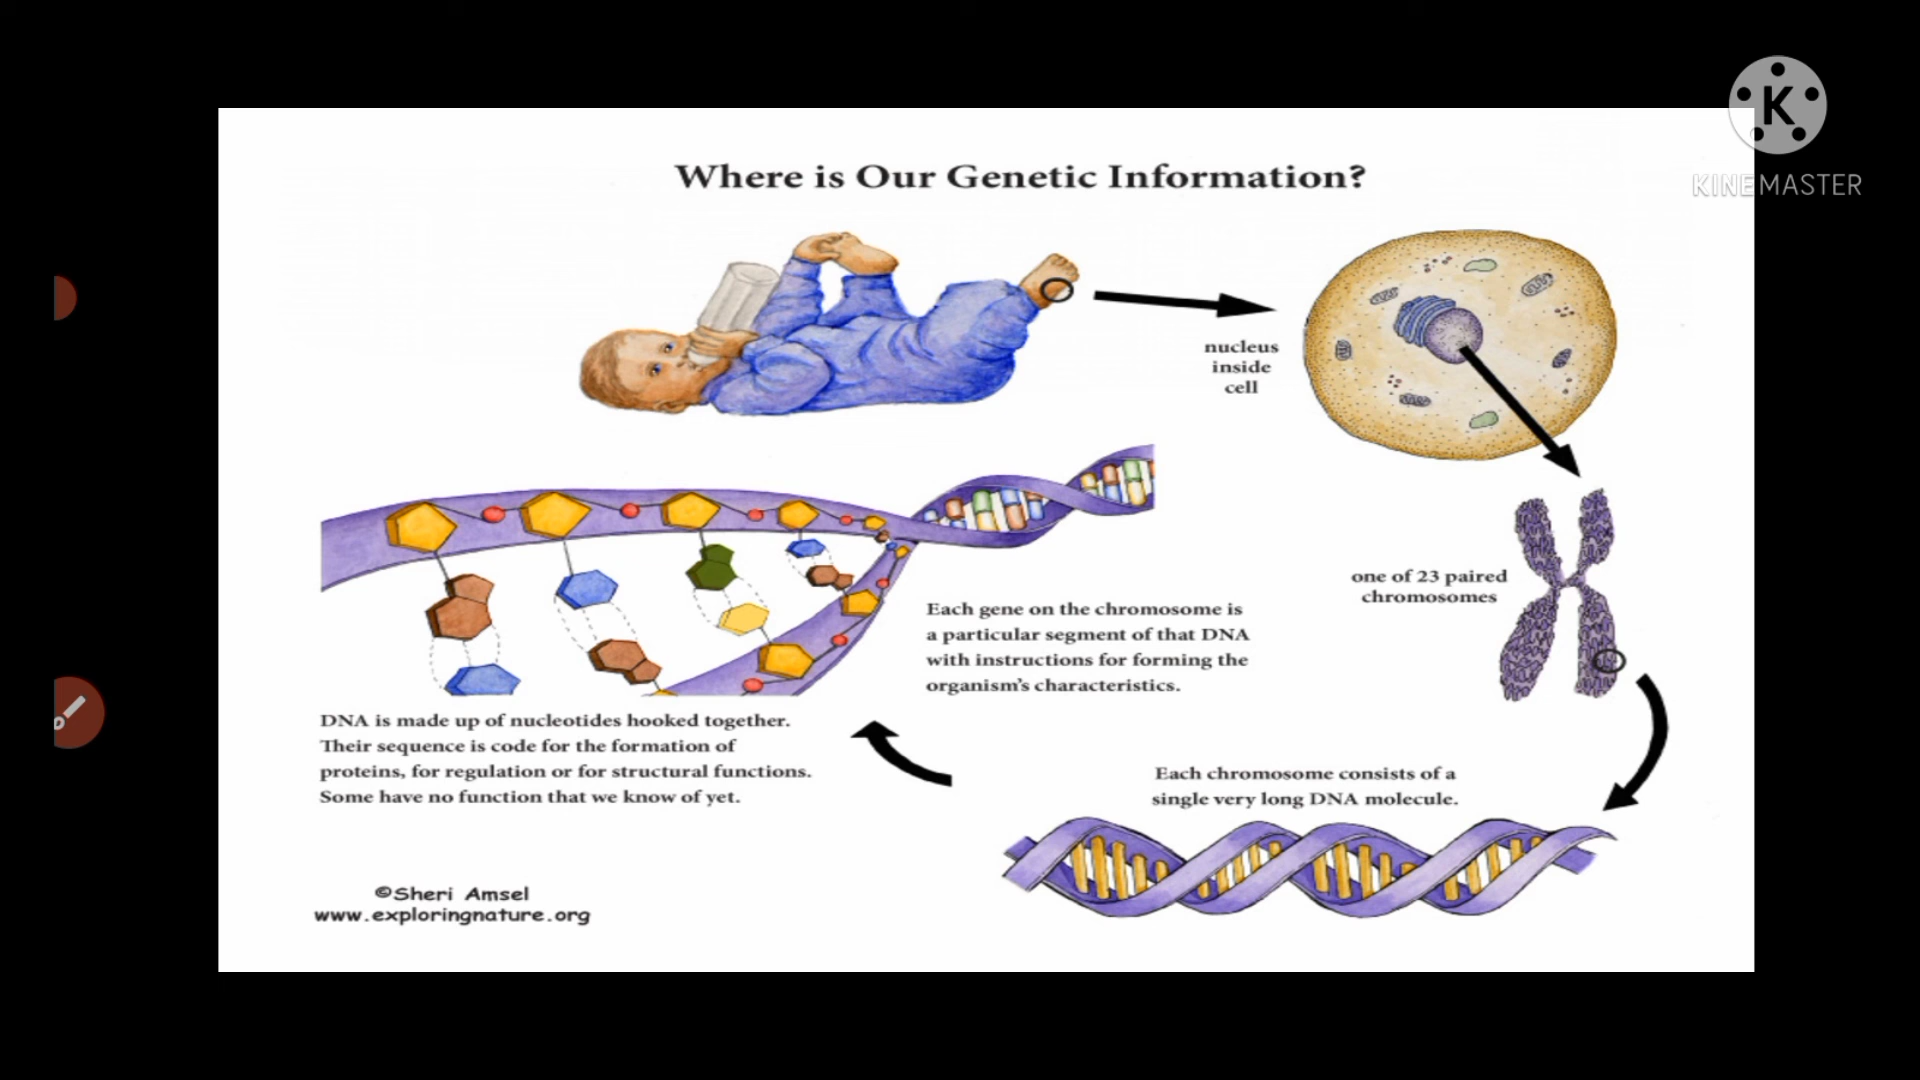 K
KINEMASTER
Where is Our Genetic Information?
nucleus
inside
cell
one of 23 paired
chromosomes
Each gene on the chromosome is
a particular segment of that DNA
with instructions for forming the
organism's characteristics.
DNA is made up of nucleotides hooked together.
Their sequence is code for the formation of
proteins, for regulation or for structural functions.
Some have no function that we know of yet.
Each chromosome consists of a
single very long DNA molecule.
©Sheri Amsel
www.exploringnature.org